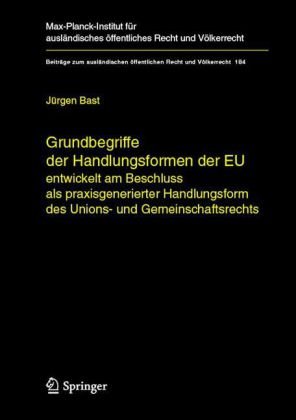 Max-Planck-Institut für
ausländisches öffentliches Recht und Völkerrecht
Beiträge zum ausländischen öffentlichen Recht und Völkerrecht 184
Jürgen Bast
Grundbegriffe
der Handlungsformen der EU
entwickelt am Beschluss
als praxisgenerierter Handlungsform
des Unions- und Gemeinschaftsrechts
Springer